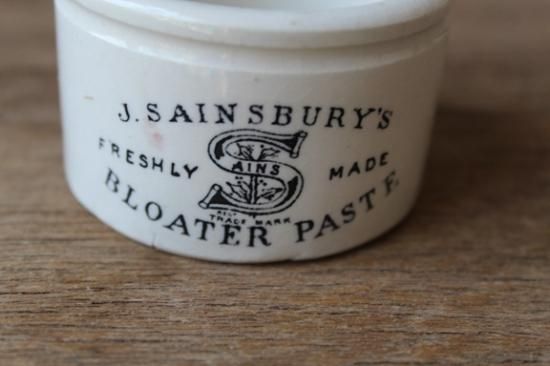 J. SAINSBURY'S
FRESHLY SAINS MADE
TRADE MARK
BLOATER PASTE